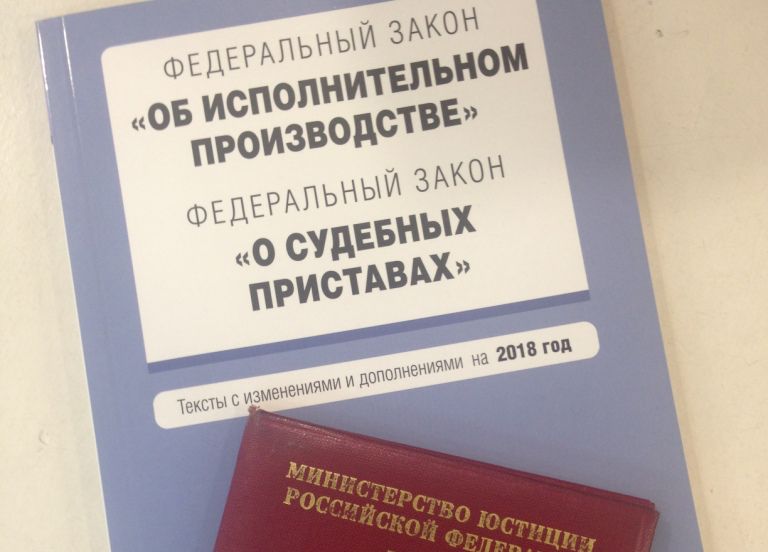 ФЕДЕРАЛЬНЫЙ ЗАКОН
«ОБ ИСПОЛНИТЕЛЬНОМ
ПРОИЗВОДСТВЕ»
ФЕДЕРАЛЬНЫЙ ЗАКОН
«О СУДЕБНЫХ
ПРИСТАВАХ»
Тексты с изменениями и дополнениями на 2018 год
МИНИСТЕРСТВО ЮСТИЦИИ
РОССИЙСКОЙ